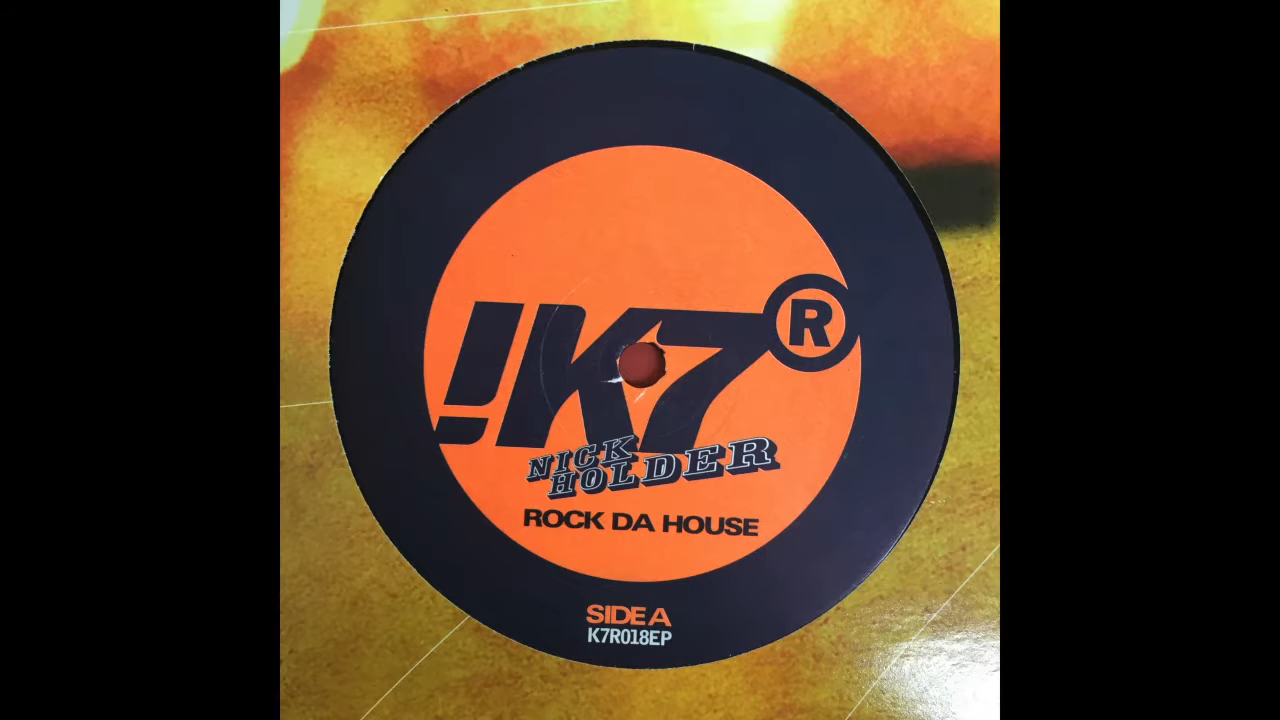 !K7®
NICK
HOLDER
ROCK DA HOUSE
SIDE A
K7R018EP